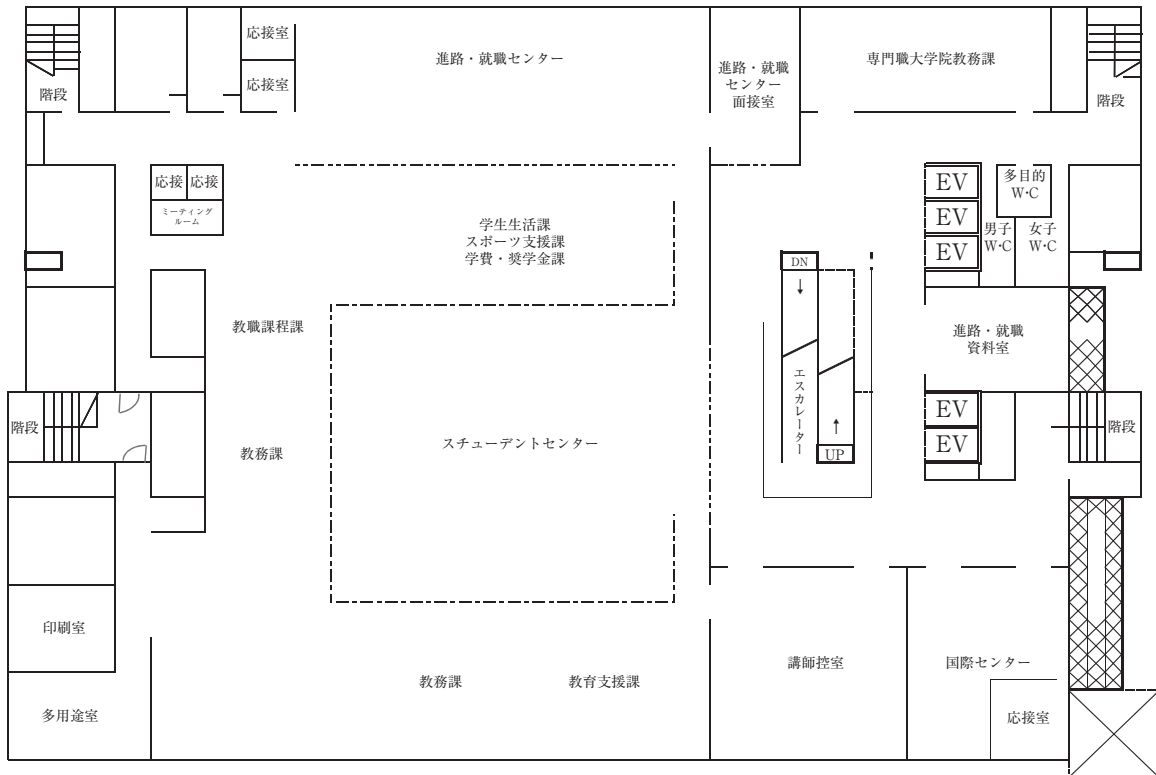 応接室
進路・就職センター
専門職大学院教務課
進路・就職
センター
面接室
応接室
階段
階段
応接
応接
ミーティング
ルーム
EV
多目的
W･C
EV
男子
W･C
女子
W･C
EV
学生生活課
スポーツ支援課
学費・奨学金課
DN
↓
教職課程課
進路・就職
資料室
エスカレーター
EV
↑
階段
階段
スチューデントセンター
教務課
EV
UP
印刷室
講師控室
国際センター
教務課
教育支援課
多用途室
応接室